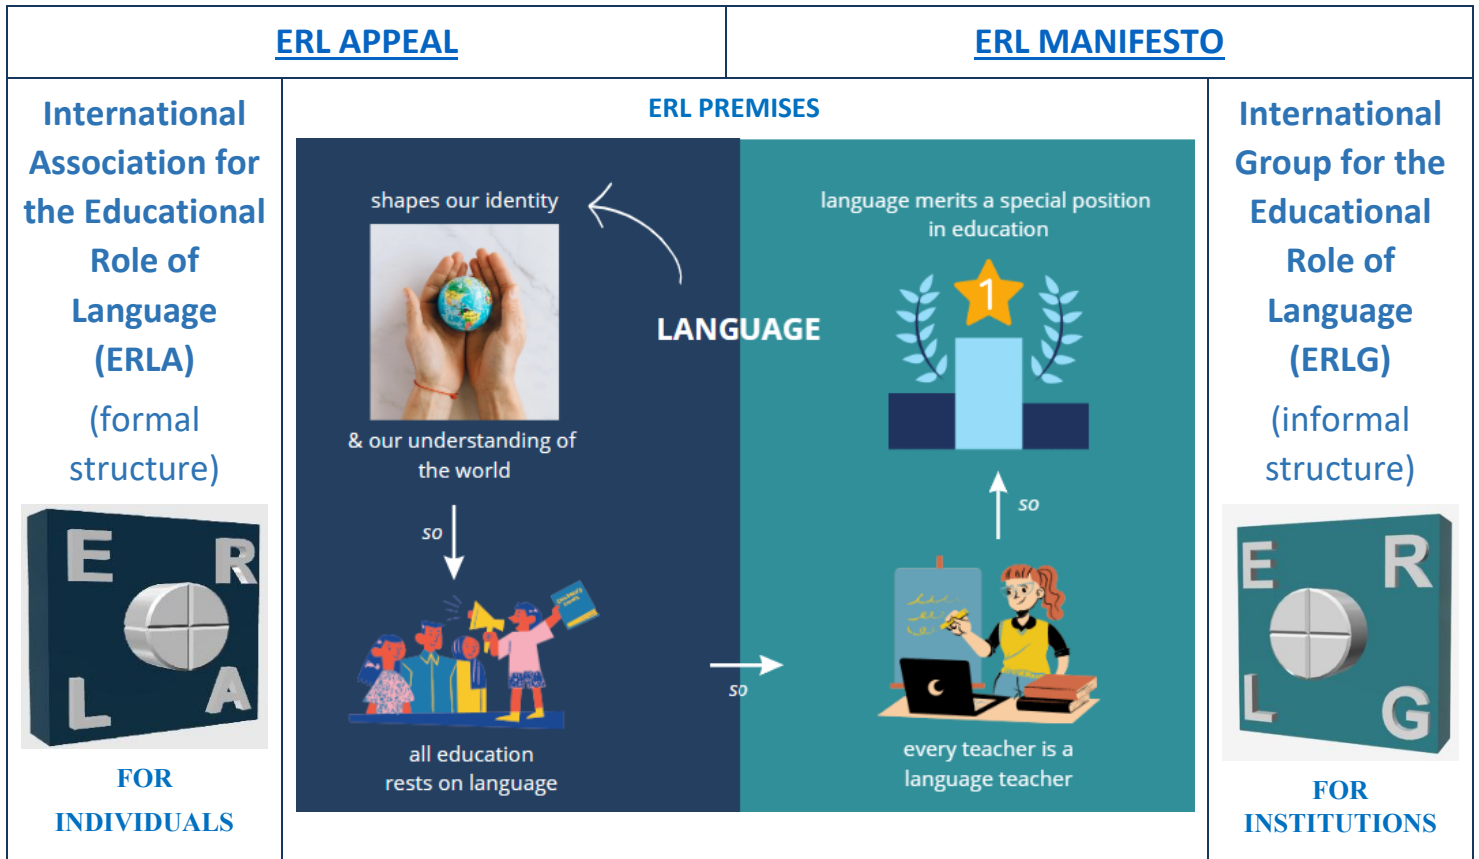 ERL APPEAL
ERL MANIFESTO
International
Association for
the Educational
Role of
Language
(ERLA)
(formal
structure)
E R
L A
FOR
INDIVIDUALS
ERL PREMISES
LANGUAGE
shapes our identity
& our understanding of
the world
so
all education
rests on language
so
every teacher is a
language teacher
so
language merits a special position
in education
1
International
Group for the
Educational
Role of
Language
(ERLG)
(informal
structure)
E R
L G
FOR
INSTITUTIONS